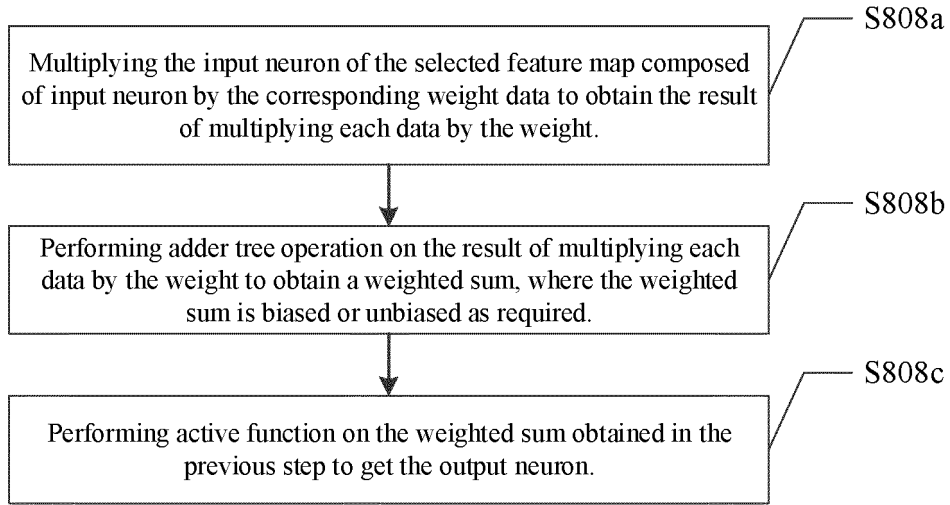 S808a
Multiplying the input neuron of the selected feature map composed
of input neuron by the corresponding weight data to obtain the result
of multiplying each data by the weight.
S808b
Performing adder tree operation on the result of multiplying each
data by the weight to obtain a weighted sum, where the weighted
sum is biased or unbiased as required.
S808c
Performing active function on the weighted sum obtained in the
previous step to get the output neuron.